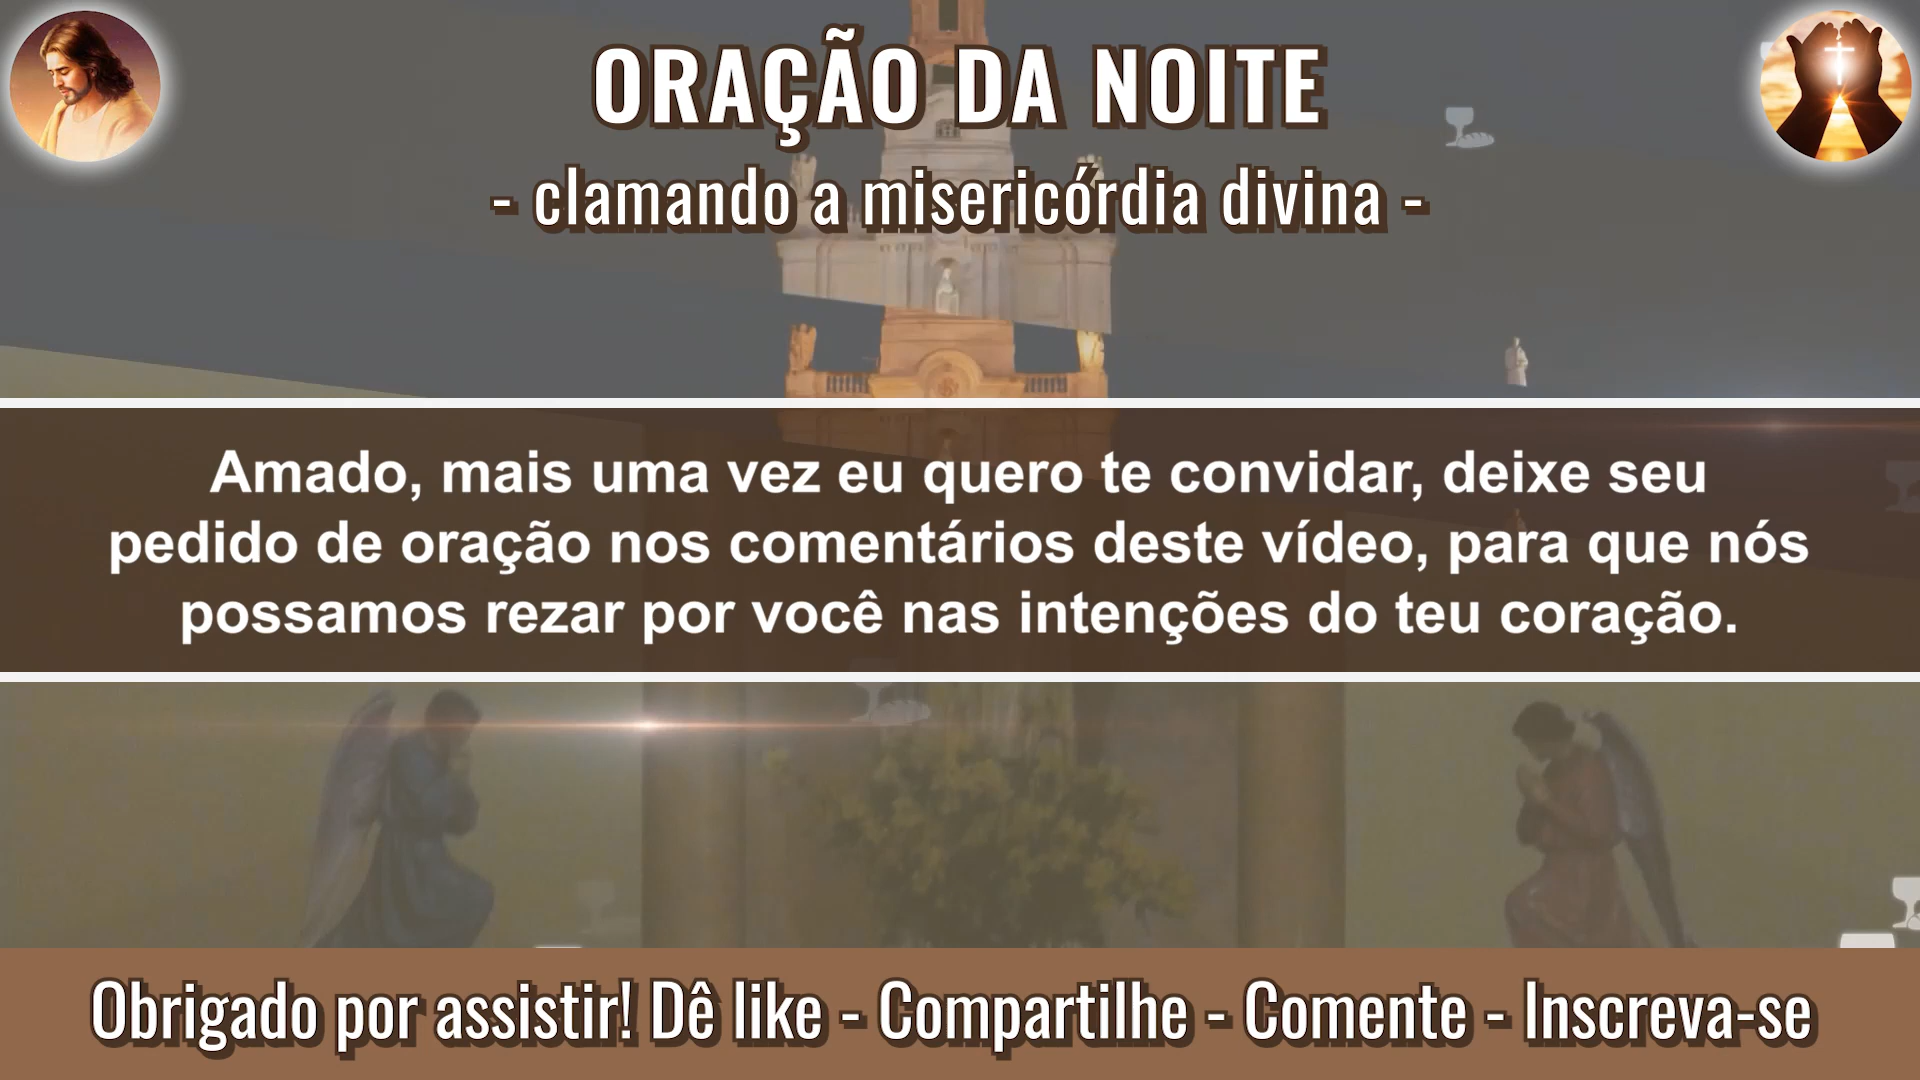 ORAÇÃO DA NOITE
- clamando a misericórdia divina -
Amado, mais uma vez eu quero te convidar, deixe seu
pedido de oração nos comentários deste vídeo, para que nós
possamos rezar por você nas intenções do teu coração.
Obrigado por assistir! Dê like - Compartilhe - Comente - Inscreva-se